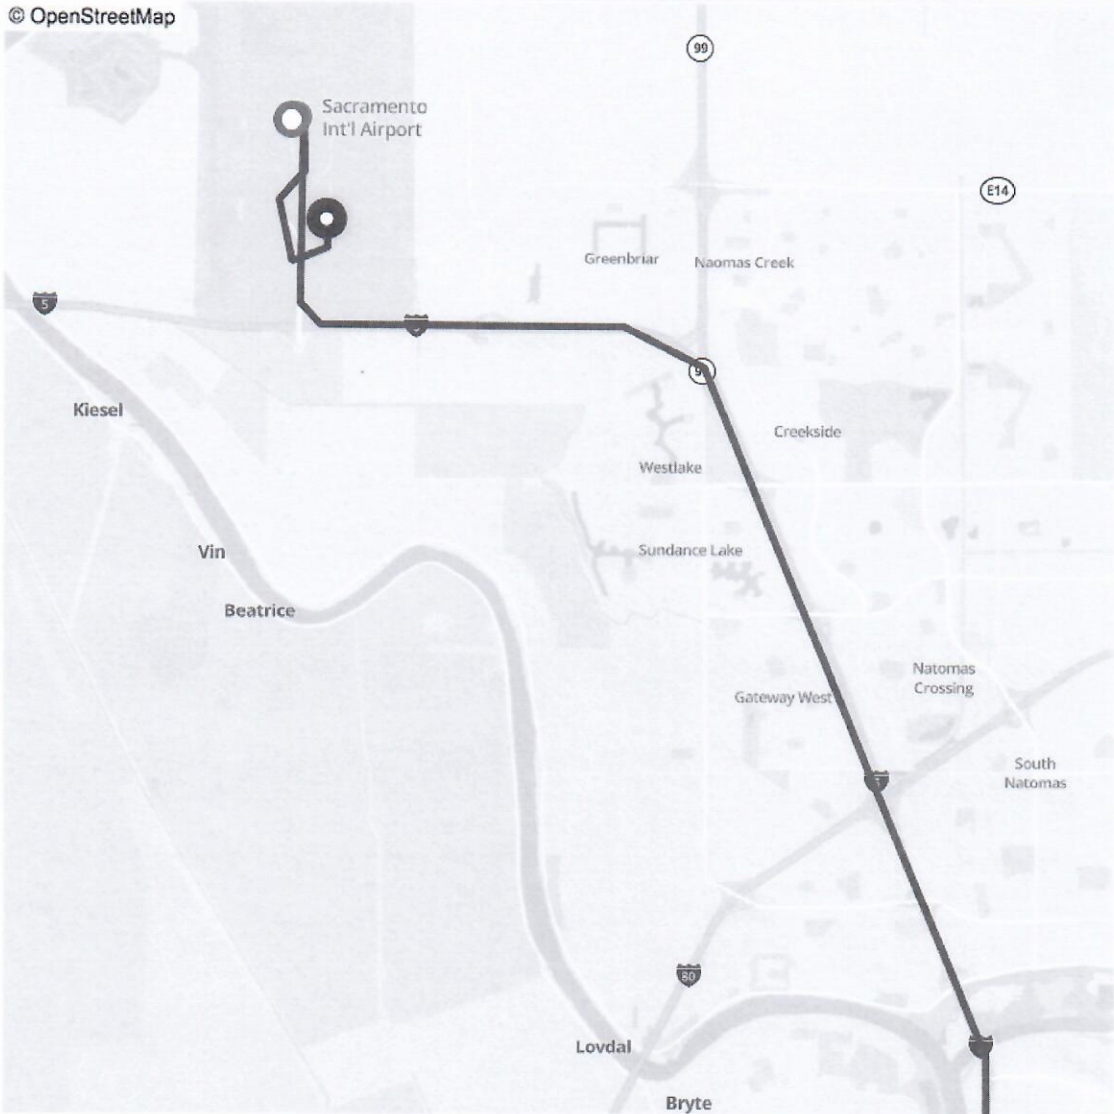 © OpenStreetMap
99
Sacramento
Int'l Airport
E14
Greenbriar
Naomas Creek
5
5
Kiesel
Creekside
Westlake
Vin
Sundance Lake
Beatrice
Natomas
Crossing
Gateway West
South
Natomas
80
Lovdal
Bryte